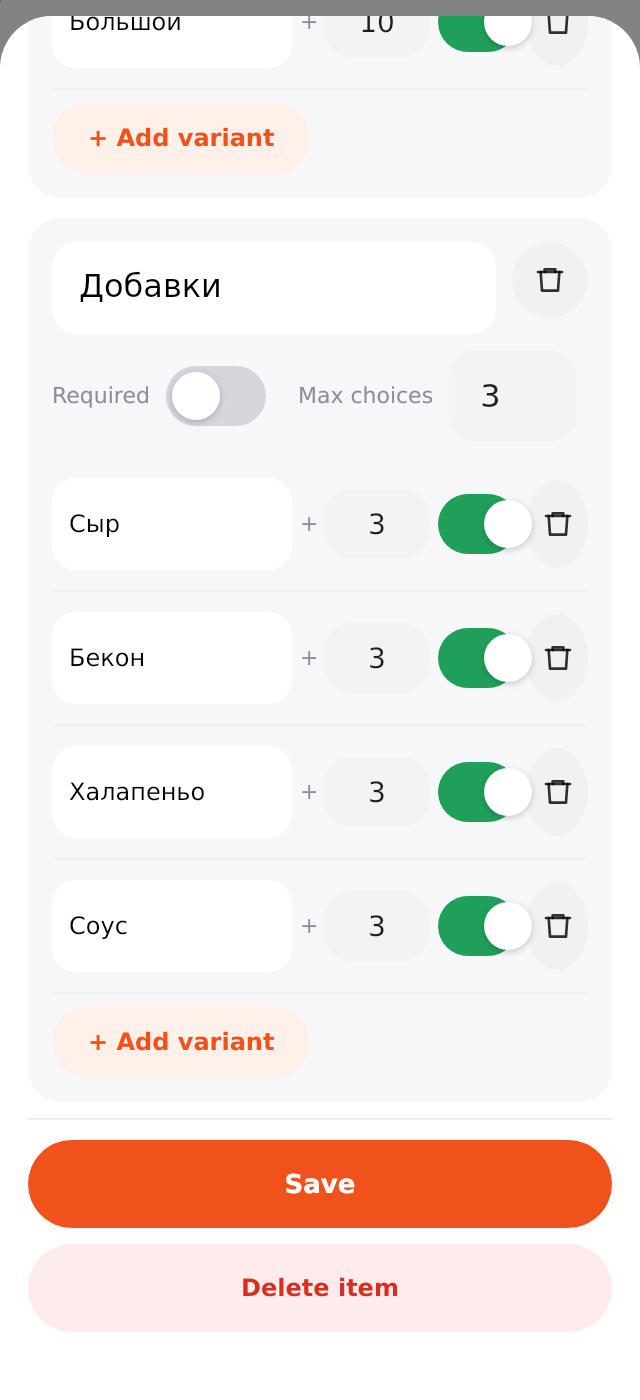 Большой + 10
+ Add variant
Добавки
Required Max choices 3
Сыр + 3
Бекон + 3
Халапеньо + 3
Соус + 3
+ Add variant
Save
Delete item